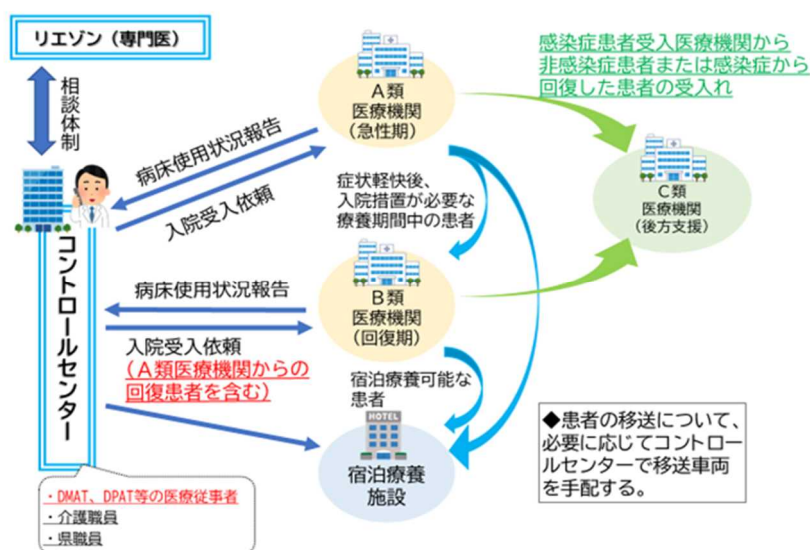 リエゾン（専門医）
相談体制
コントロールセンター
・DMAT、DPAT等の医療従事者
・介護職員
・県職員
病床使用状況報告
入院受入依頼
病床使用状況報告
入院受入依頼
（A類医療機関からの
回復患者を含む）
A類
医療機関
（急性期）
症状軽快後、
入院措置が必要な
療養期間中の患者
B類
医療機関
（回復期）
宿泊療養可能な
患者
HOTEL
宿泊療養
施設
感染症患者受入医療機関から
非感染症患者または感染症から
回復した患者の受入れ
C類
医療機関
（後方支援）
◆患者の移送について、
必要に応じてコントロー
ルセンターで移送車両
を手配する。